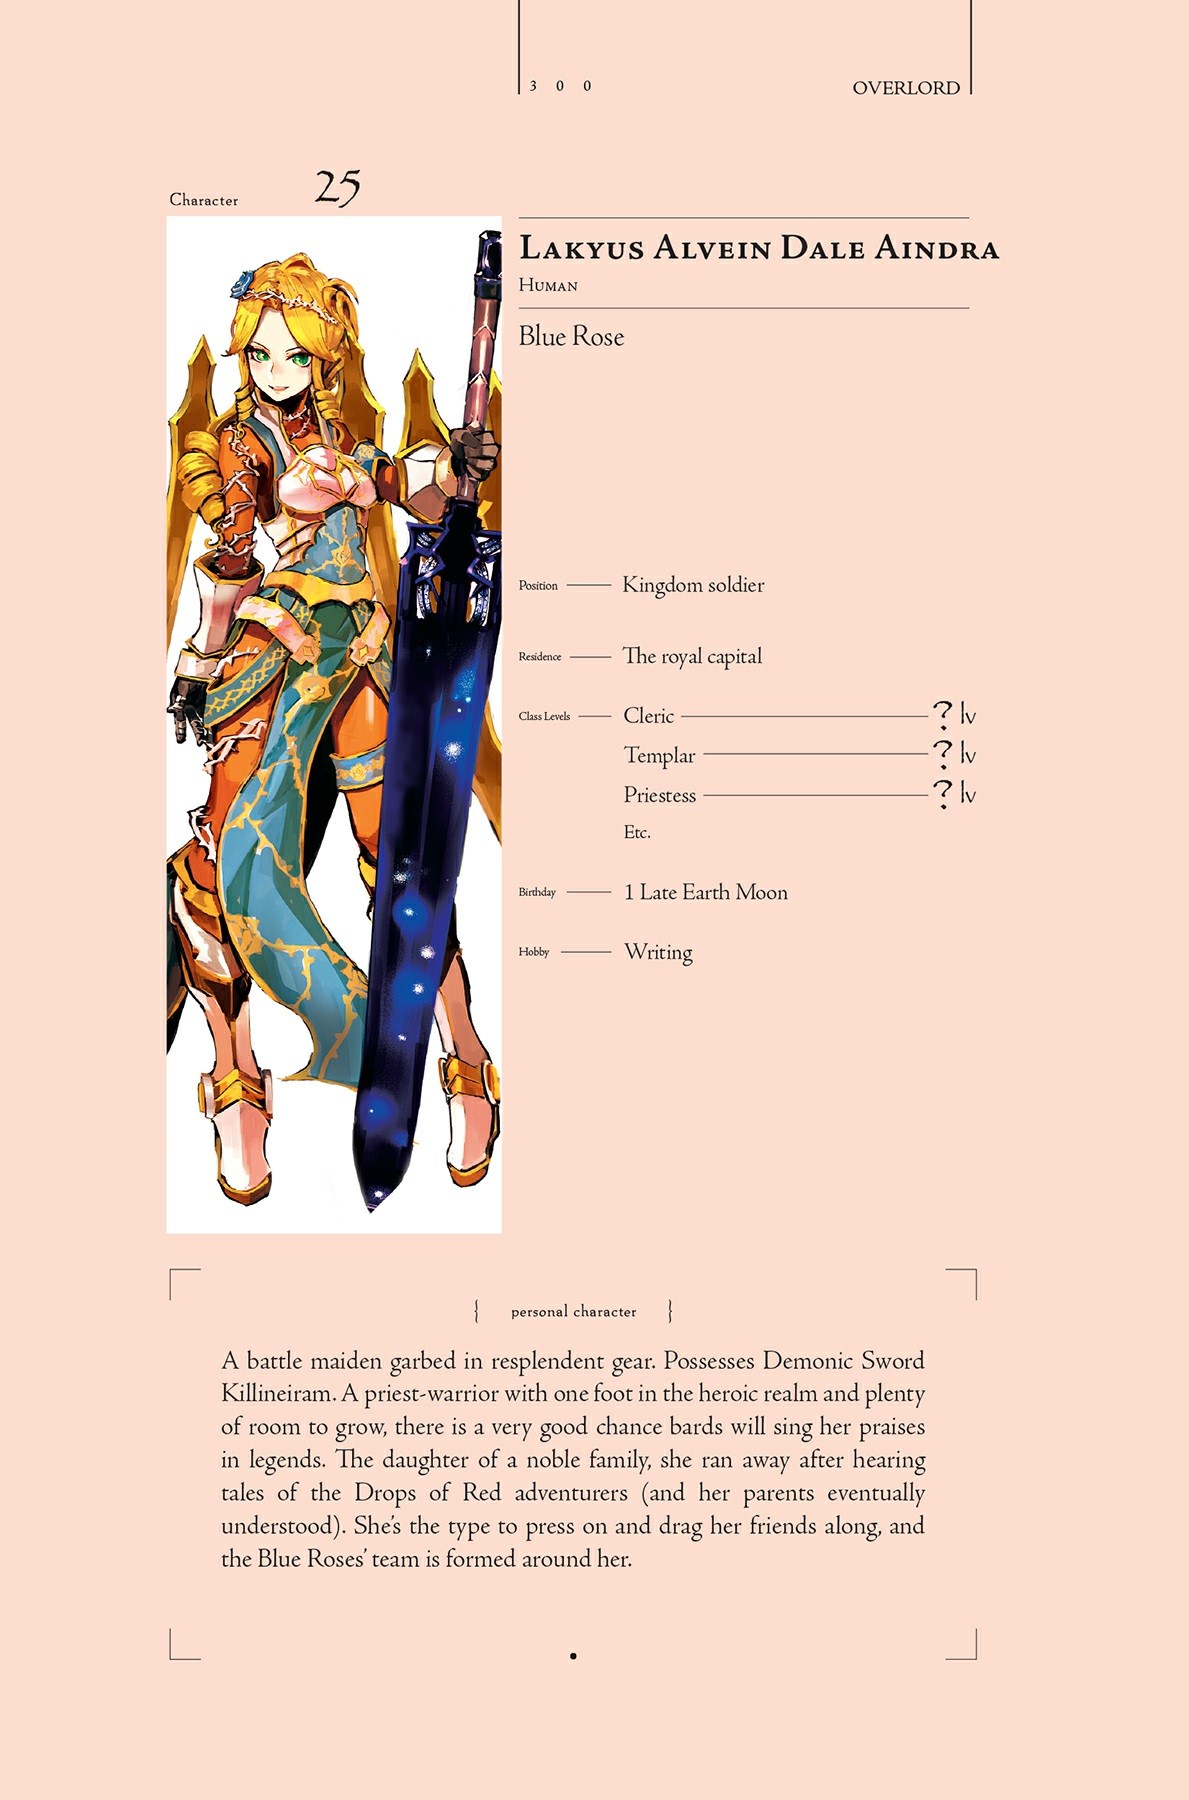 3 0 0
OVERLORD
Character 25
Lakyus Alvein Dale Aindra
Human
Blue Rose
Position — Kingdom soldier
Residence — The royal capital
Class Levels — Cleric — ? lv
Templar — ? lv
Priestess — ? lv
Etc.
Birthday — 1 Late Earth Moon
Hobby — Writing
{ personal character }
A battle maiden garbed in resplendent gear. Possesses Demonic Sword
Killineiram. A priest-warrior with one foot in the heroic realm and plenty
of room to grow, there is a very good chance bards will sing her praises
in legends. The daughter of a noble family, she ran away after hearing
tales of the Drops of Red adventurers (and her parents eventually
understood). She's the type to press on and drag her friends along, and
the Blue Roses' team is formed around her.